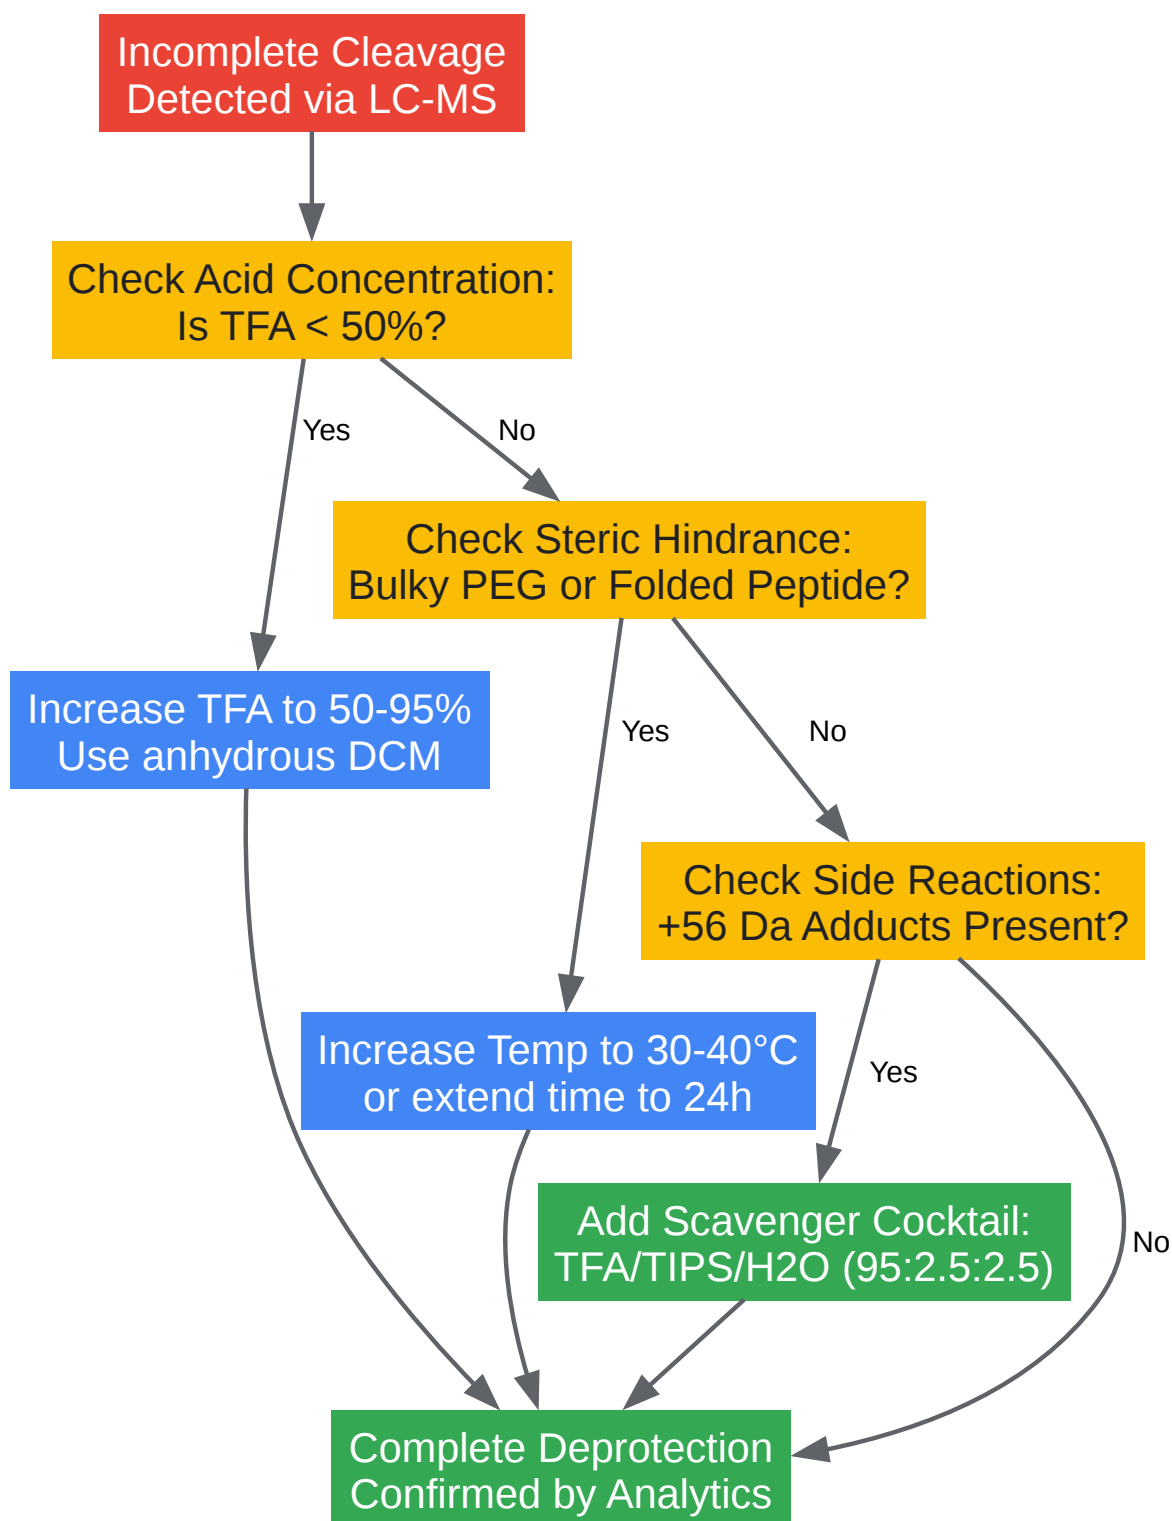 Incomplete Cleavage
Detected via LC-MS
Check Acid Concentration:
Is TFA < 50%?
Yes
No
Check Steric Hindrance:
Bulky PEG or Folded Peptide?
Increase TFA to 50-95%
Use anhydrous DCM
Yes
No
Check Side Reactions:
+56 Da Adducts Present?
Increase Temp to 30-40°C
or extend time to 24h
Yes
Add Scavenger Cocktail:
TFA/TIPS/H2O (95:2.5:2.5)
No
Complete Deprotection
Confirmed by Analytics